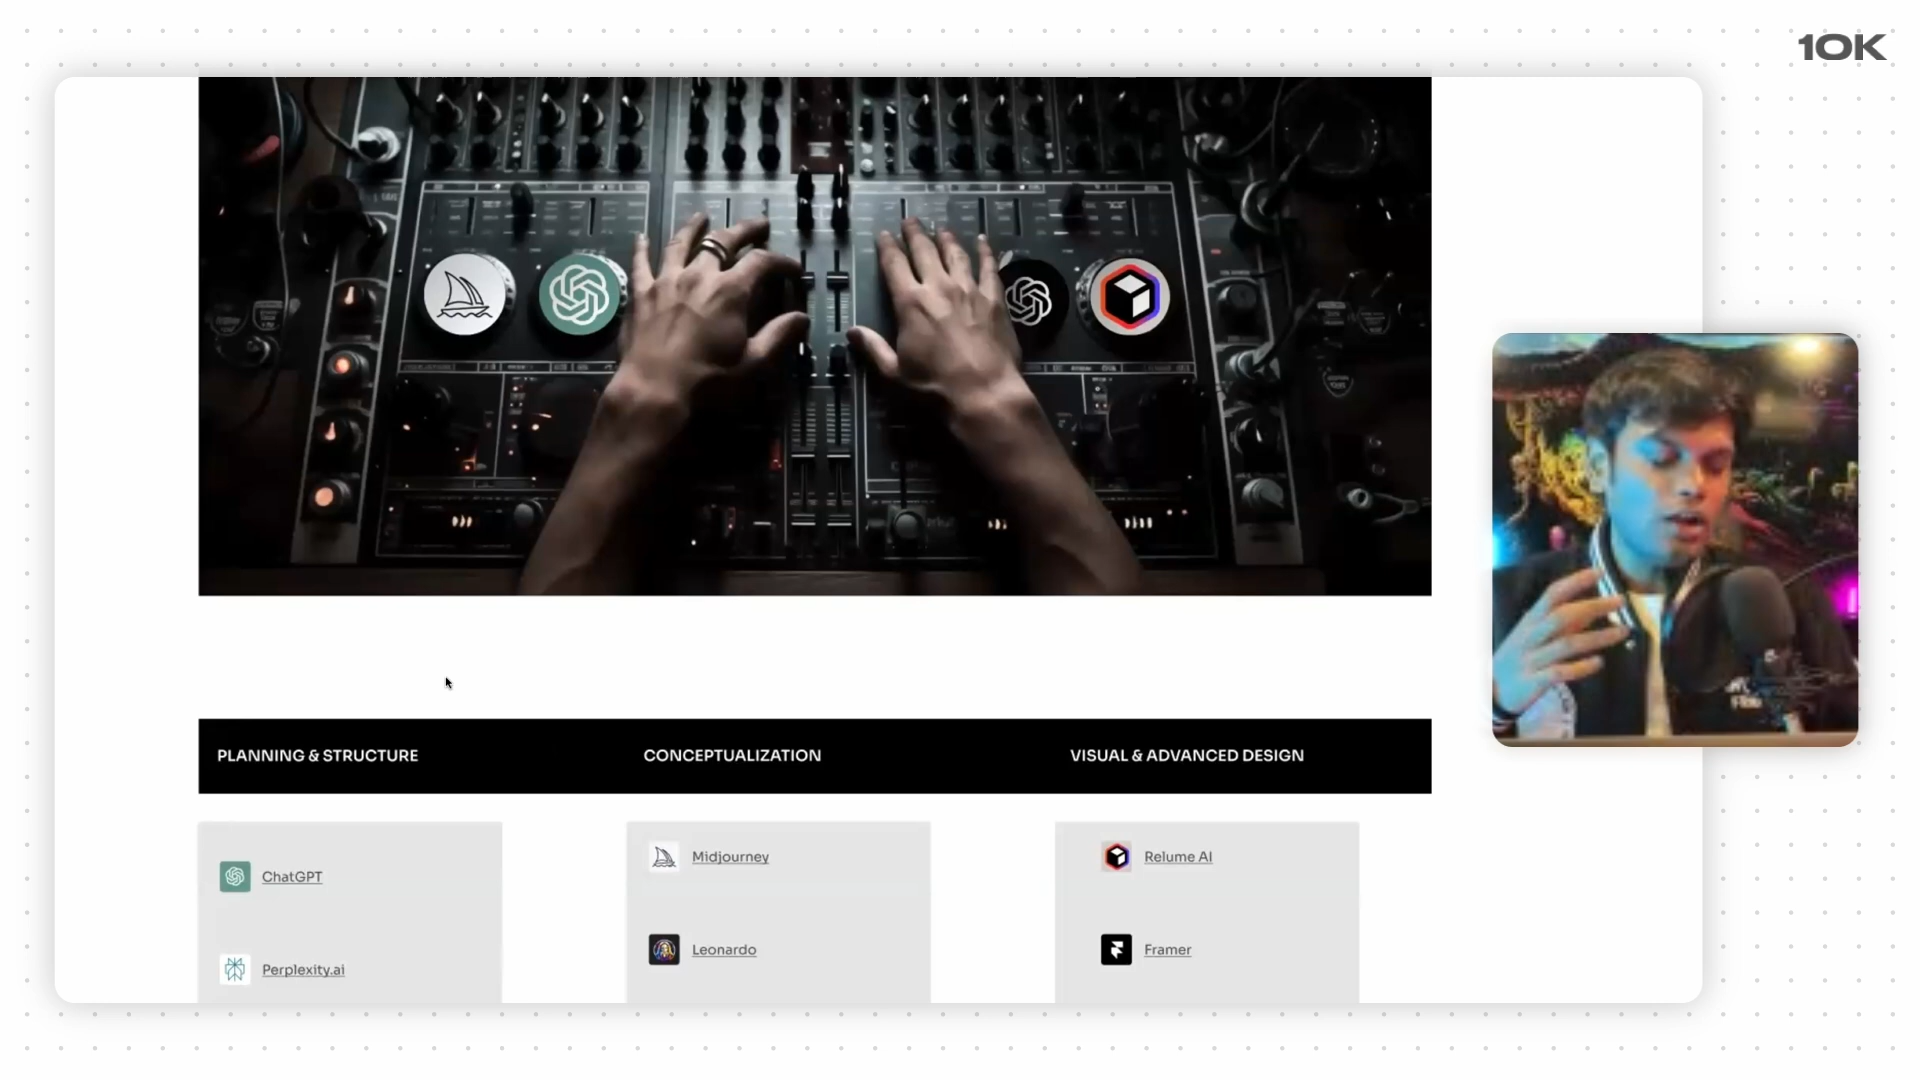 10K
PLANNING & STRUCTURE
CONCEPTUALIZATION
VISUAL & ADVANCED DESIGN
ChatGPT
Midjourney
Relume AI
Perplexity.ai
Leonardo
Framer